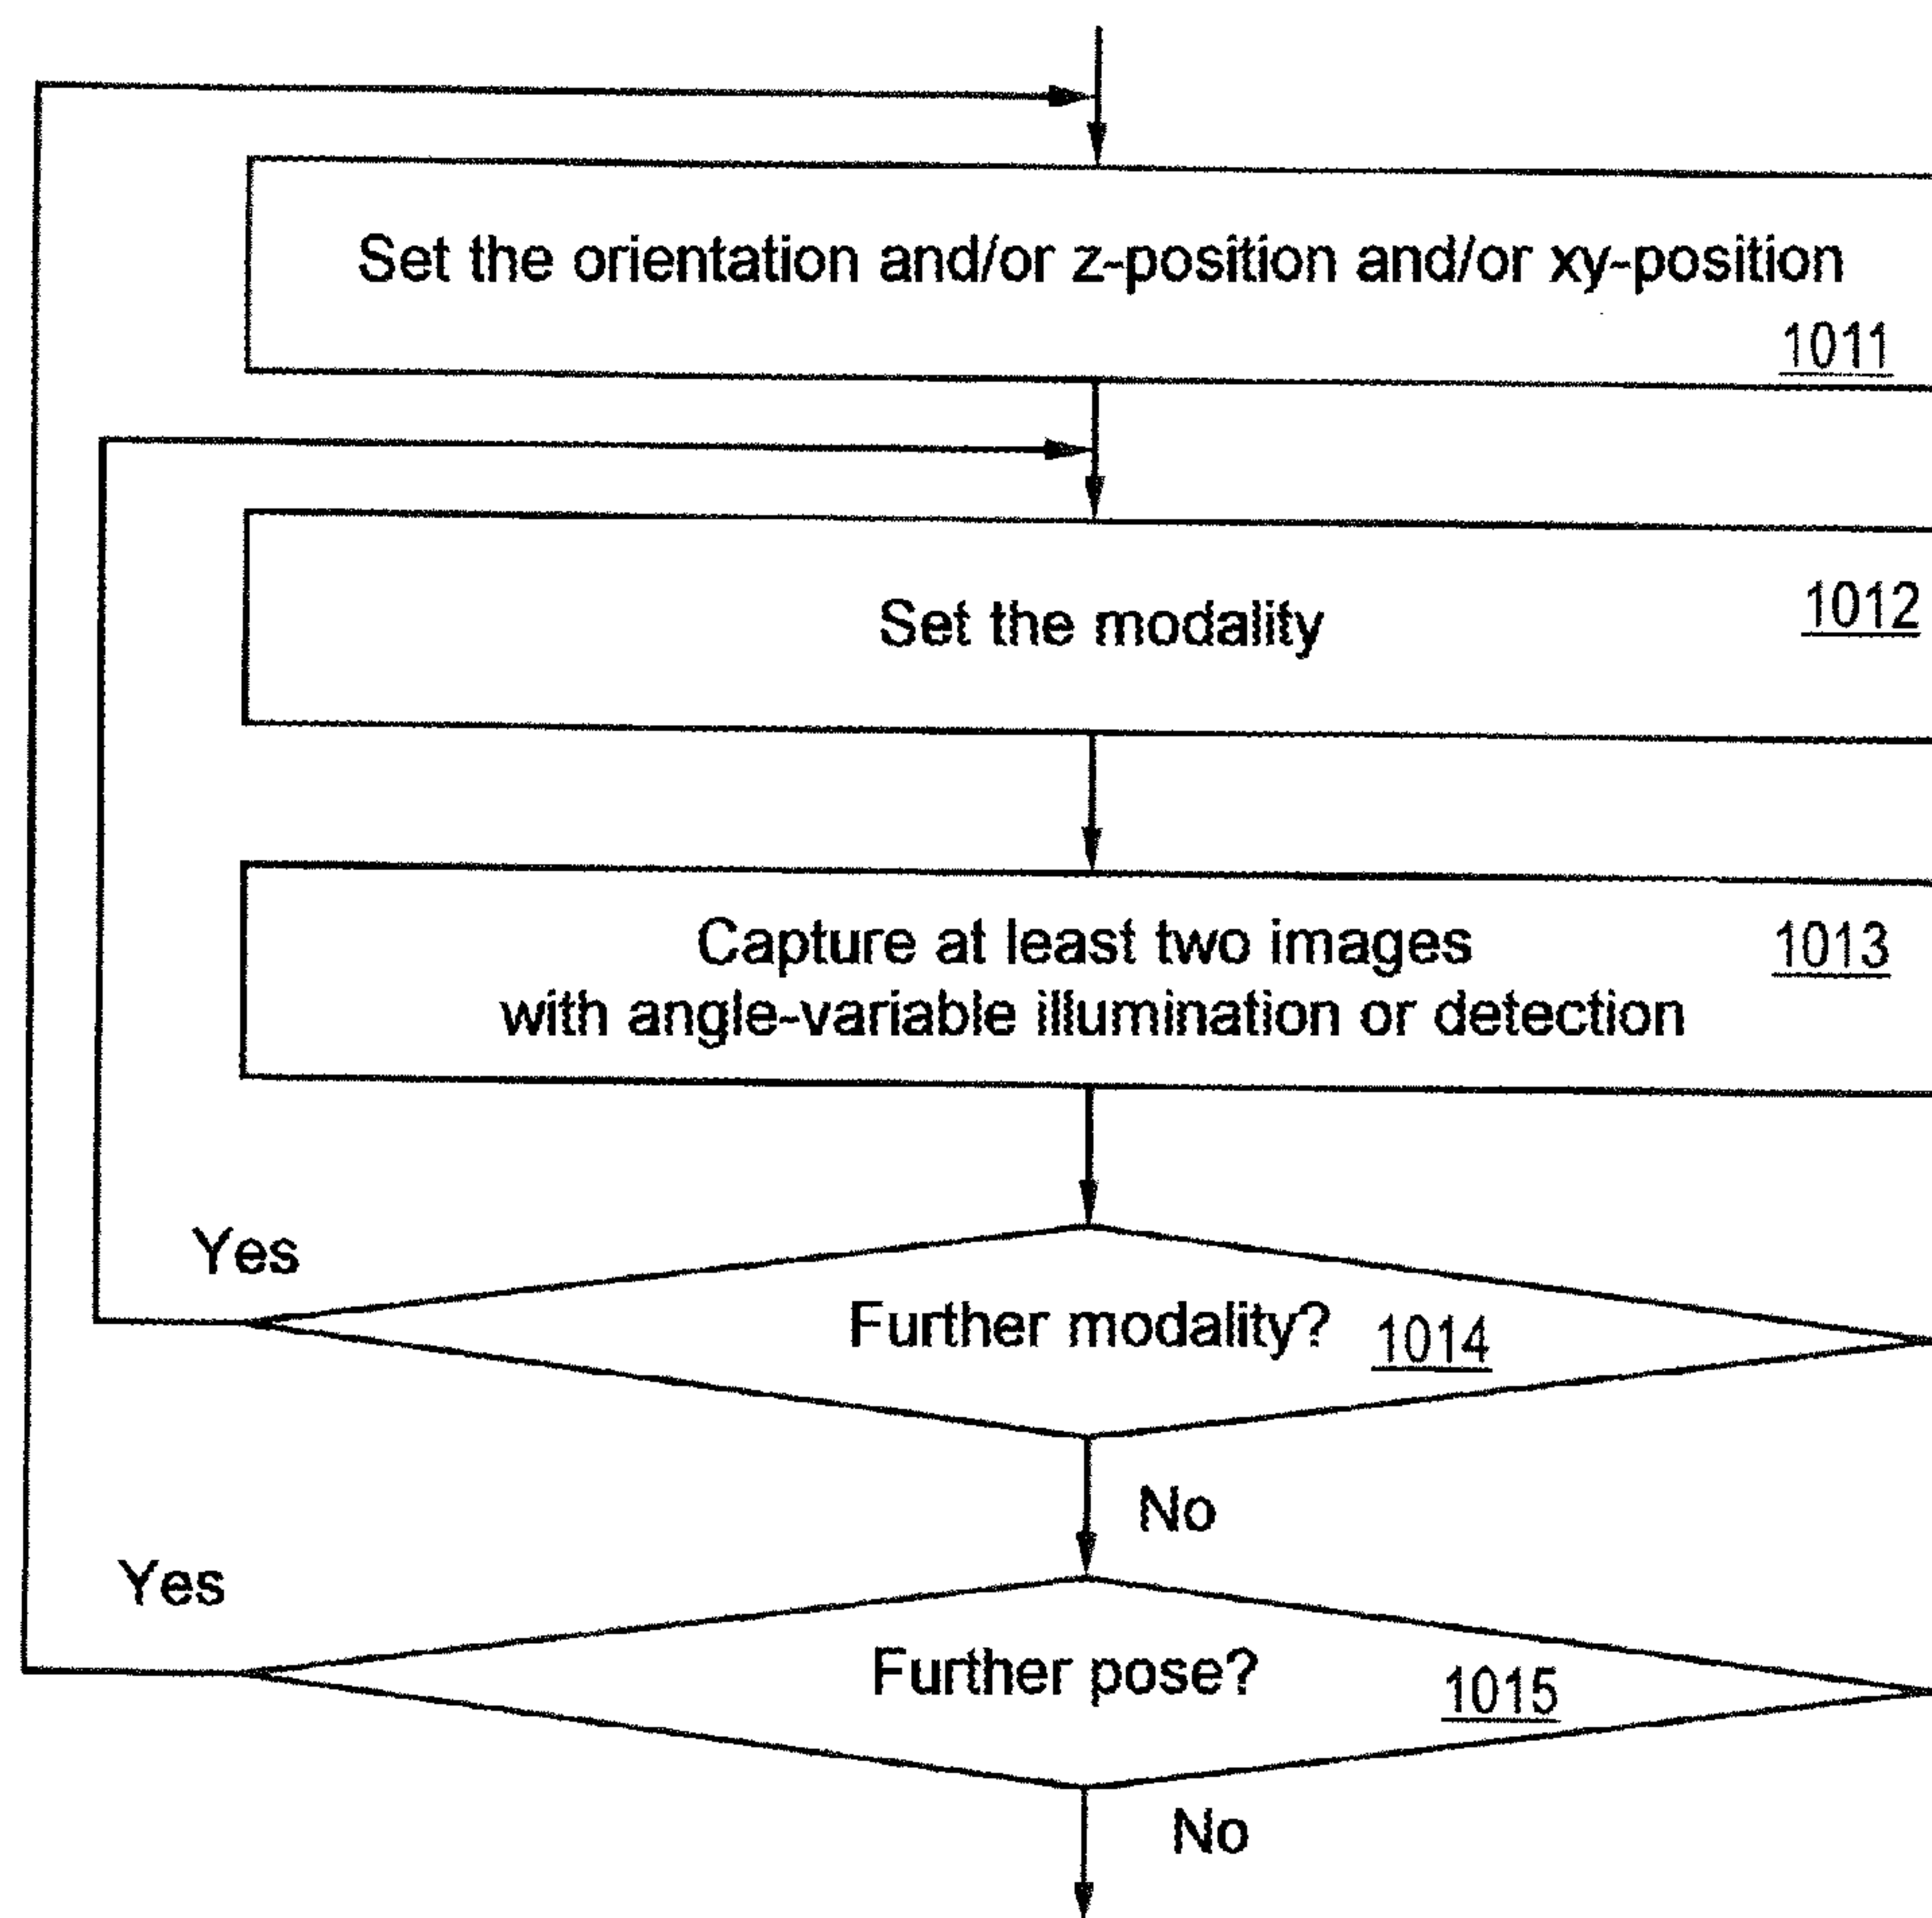 Set the orientation and/or z-position and/or xy-position
1011
Set the modality
1012
Capture at least two images
1013
with angle-variable illumination or detection
Yes
Further modality? 1014
No
Yes
Further pose? 1015
No